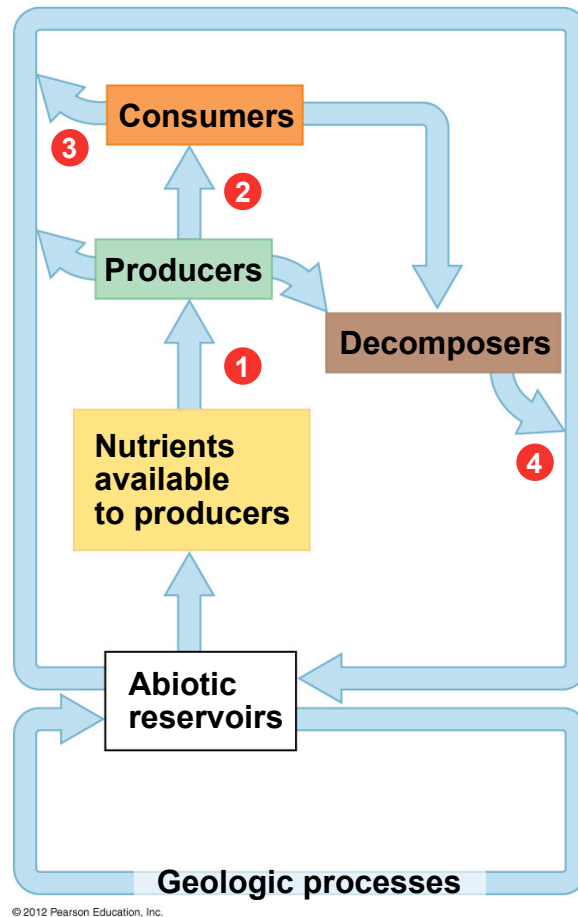 Consumers
3
2
Producers
Decomposers
1
Nutrients
available
to producers
4
Abiotic
reservoirs
Geologic processes
© 2012 Pearson Education, Inc.